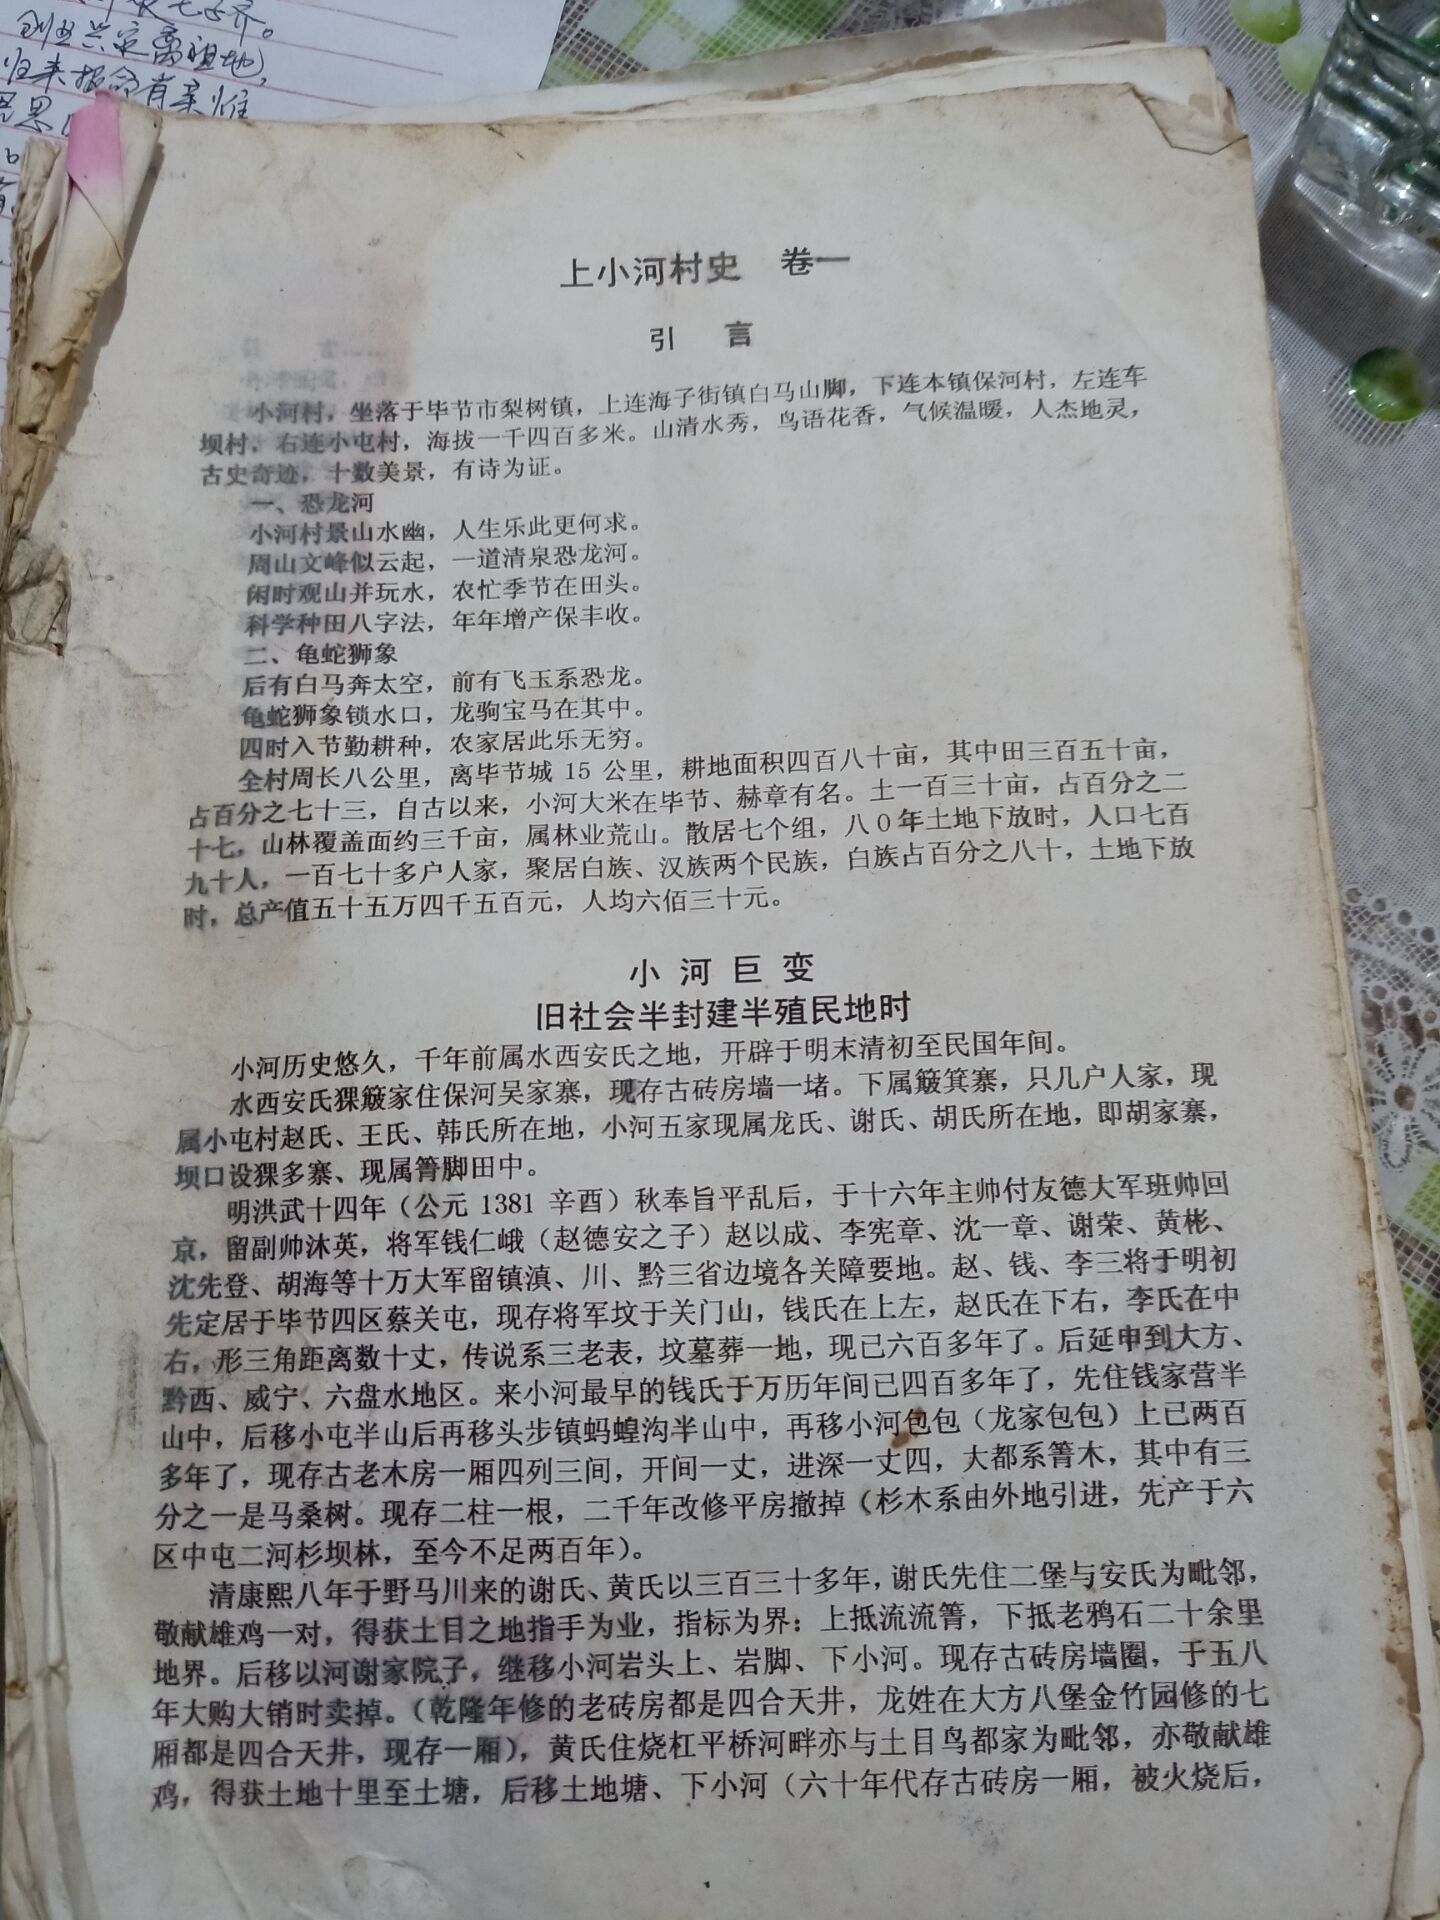 归来报命有亲帷
上小河村史 卷一
引 言
小河村，坐落于毕节市梨树镇，上连海子街镇白马山脚，下连本镇保河村，左连车
坝村，右连小屯村，海拔一千四百多米。山清水秀，鸟语花香，气候温暖，人杰地灵，
古史奇迹，十数美景，有诗为证。
一、恐龙河
小河村景山水幽，人生乐此更何求。
周山文峰似云起，一道清泉恐龙河。
闲时观山并玩水，农忙季节在田头。
科学种田八字法，年年增产保丰收。
二、龟蛇狮象
后有白马奔太空，前有飞玉系恐龙。
龟蛇狮象锁水口，龙驹宝马在其中。
四时入节勤耕种，农家居此乐无穷。
全村周长八公里，离毕节城 15 公里，耕地面积四百八十亩，其中田三百五十亩，
占百分之七十三，自古以来，小河大米在毕节、赫章有名。土一百三十亩，占百分之二
十七，山林覆盖面约三千亩，属林业荒山。散居七个组，八０年土地下放时，人口七百
九十人，一百七十多户人家，聚居白族、汉族两个民族，白族占百分之八十，土地下放
时，总产值五十五万四千五百元，人均六佰三十元。
小 河 巨 变
旧社会半封建半殖民地时
小河历史悠久，千年前属水西安氏之地，开辟于明末清初至民国年间。
水西安氏猓簸家住保河吴家寨，现存古砖房墙一堵。下属簸箕寨，只几户人家，现
属小屯村赵氏、王氏、韩氏所在地，小河五家现属龙氏、谢氏、胡氏所在地，即胡家寨，
坝口设猓多寨、现属箐脚田中。
明洪武十四年（公元 1381 辛酉）秋奉旨平乱后，于十六年主帅付友德大军班帅回
京，留副帅沐英，将军钱仁峨（赵德安之子）赵以成、李宪章、沈一章、谢荣、黄彬、
沈先登、胡海等十万大军留镇滇、川、黔三省边境各关障要地。赵、钱、李三将于明初
先定居于毕节四区蔡关屯，现存将军坟于关门山，钱氏在上左，赵氏在下右，李氏在中
右，形三角距离数十丈，传说系三老表，坟墓葬一地，现已六百多年了。后延申到大方、
黔西、威宁、六盘水地区。来小河最早的钱氏于万历年间已四百多年了，先住钱家营半
山中，后移小屯半山后再移头步镇蚂蝗沟半山中，再移小河包包（龙家包包）上已两百
多年了，现存古老木房一厢四列三间，开间一丈，进深一丈四，大都系箐木，其中有三
分之一是马桑树。现存二柱一根，二千年改修平房撤掉（杉木系由外地引进，先产于六
区中屯二河杉坝林，至今不足两百年）。
清康熙八年于野马川来的谢氏、黄氏以三百三十多年，谢氏先住二堡与安氏为毗邻，
敬献雄鸡一对，得获土目之地指手为业，指标为界：上抵流流箐，下抵老鸦石二十余里
地界。后移以河谢家院子，继移小河岩头上、岩脚、下小河。现存古砖房墙圈，于五八
年大购大销时卖掉。（乾隆年修的老砖房都是四合天井，龙姓在大方八堡金竹园修的七
厢都是四合天井，现存一厢），黄氏住烧杠平桥河畔亦与土目鸟都家为毗邻，亦敬献雄
鸡，得获土地十里至土塘，后移土地塘、下小河（六十年代存古砖房一厢，被火烧后，